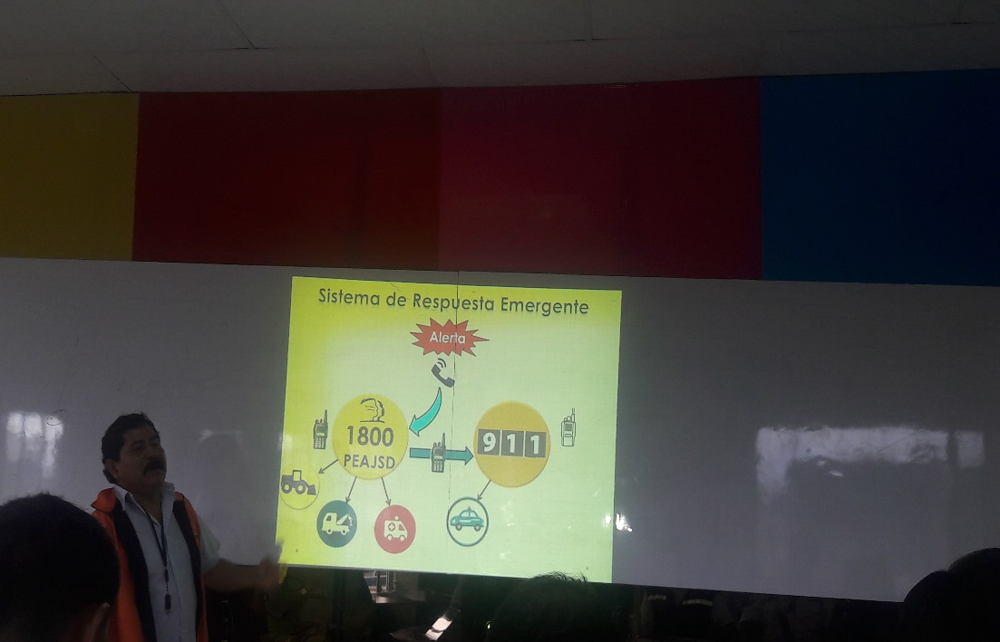 Sistema de Respuesta Emergente
Alerta
1800
PEAJSD
911